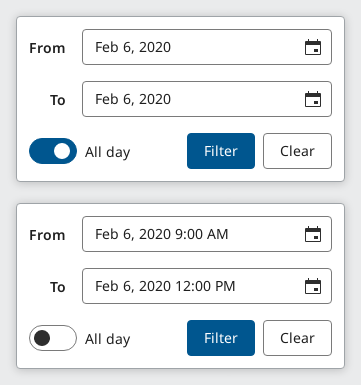 From Feb 6, 2020
To Feb 6, 2020
All day Filter Clear
From Feb 6, 2020 9:00 AM
To Feb 6, 2020 12:00 PM
All day Filter Clear